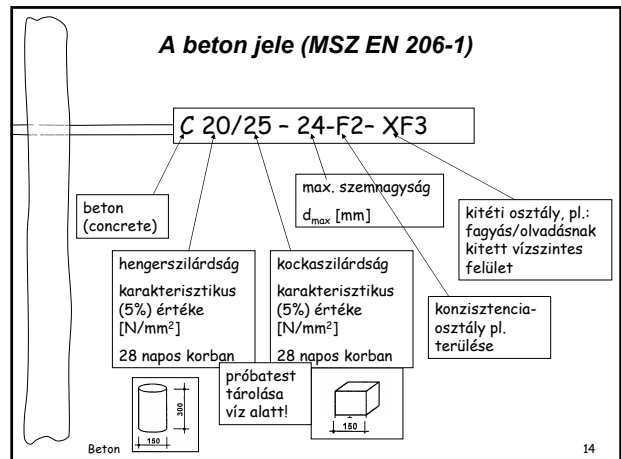 A beton jele (MSZ EN 206-1)
C 20/25 – 24-F2– XF3
beton
(concrete)
max. szemnagyság
d_max [mm]
kitéti osztály, pl.:
fagyás/olvadásnak
kitett vízszintes
felület
hengerszilárdság
karakterisztikus
(5%) értéke
[N/mm²]
28 napos korban
kockaszilárdság
karakterisztikus
(5%) értéke
[N/mm²]
28 napos korban
konzisztencia-
osztály pl.
terülése
próbatest
tárolása
víz alatt!
300
150
150
Beton
14